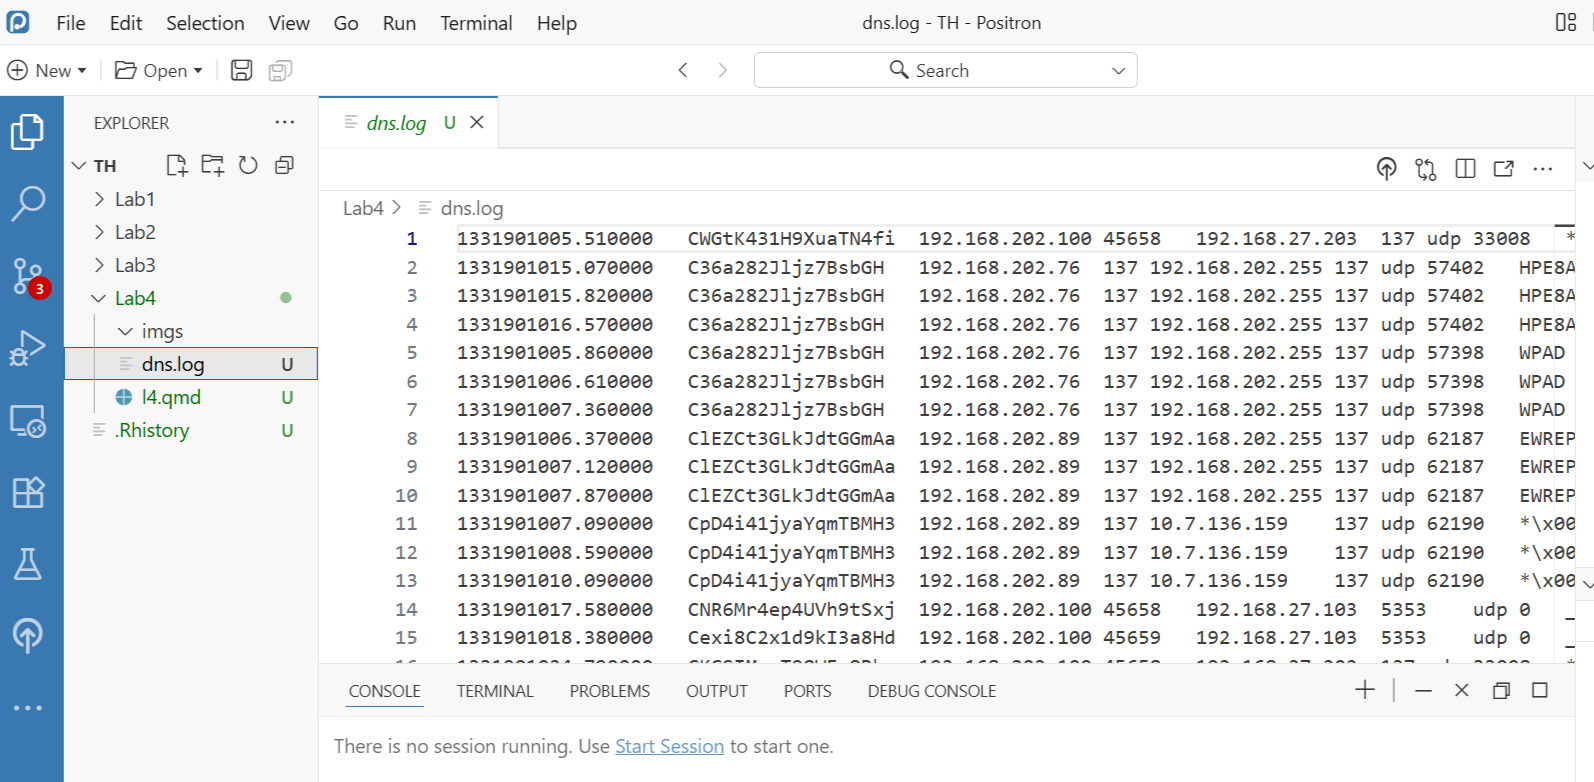 File Edit Selection View Go Run Terminal Help dns.log - TH - Positron
New Open Search
EXPLORER
TH
Lab1
Lab2
Lab3
Lab4
imgs
dns.log U
l4.qmd U
.Rhistory U
3
dns.log U
Lab4 > dns.log
1 1331901005.510000 CWGtK431H9XuaTN4fi 192.168.202.100 45658 192.168.27.203 137 udp 33008 *
2 1331901015.070000 C36a282Jljz7BsbGH 192.168.202.76 137 192.168.202.255 137 udp 57402 HPE8A
3 1331901015.820000 C36a282Jljz7BsbGH 192.168.202.76 137 192.168.202.255 137 udp 57402 HPE8A
4 1331901016.570000 C36a282Jljz7BsbGH 192.168.202.76 137 192.168.202.255 137 udp 57402 HPE8A
5 1331901005.860000 C36a282Jljz7BsbGH 192.168.202.76 137 192.168.202.255 137 udp 57398 WPAD
6 1331901006.610000 C36a282Jljz7BsbGH 192.168.202.76 137 192.168.202.255 137 udp 57398 WPAD
7 1331901007.360000 C36a282Jljz7BsbGH 192.168.202.76 137 192.168.202.255 137 udp 57398 WPAD
8 1331901006.370000 ClEZCt3GLkJdtGGmAa 192.168.202.89 137 192.168.202.255 137 udp 62187 EWREP
9 1331901007.120000 ClEZCt3GLkJdtGGmAa 192.168.202.89 137 192.168.202.255 137 udp 62187 EWREP
10 1331901007.870000 ClEZCt3GLkJdtGGmAa 192.168.202.89 137 192.168.202.255 137 udp 62187 EWREP
11 1331901007.090000 CpD4i41jyaYqmTBMH3 192.168.202.89 137 10.7.136.159 137 udp 62190 *\x00
12 1331901008.590000 CpD4i41jyaYqmTBMH3 192.168.202.89 137 10.7.136.159 137 udp 62190 *\x00
13 1331901010.090000 CpD4i41jyaYqmTBMH3 192.168.202.89 137 10.7.136.159 137 udp 62190 *\x00
14 1331901017.580000 CNR6Mr4ep4UVh9tSxj 192.168.202.100 45658 192.168.27.103 5353 udp 0 _
15 1331901018.380000 Cexi8C2x1d9kI3a8Hd 192.168.202.100 45659 192.168.27.103 5353 udp 0 _
CONSOLE TERMINAL PROBLEMS OUTPUT PORTS DEBUG CONSOLE
There is no session running. Use Start Session to start one.